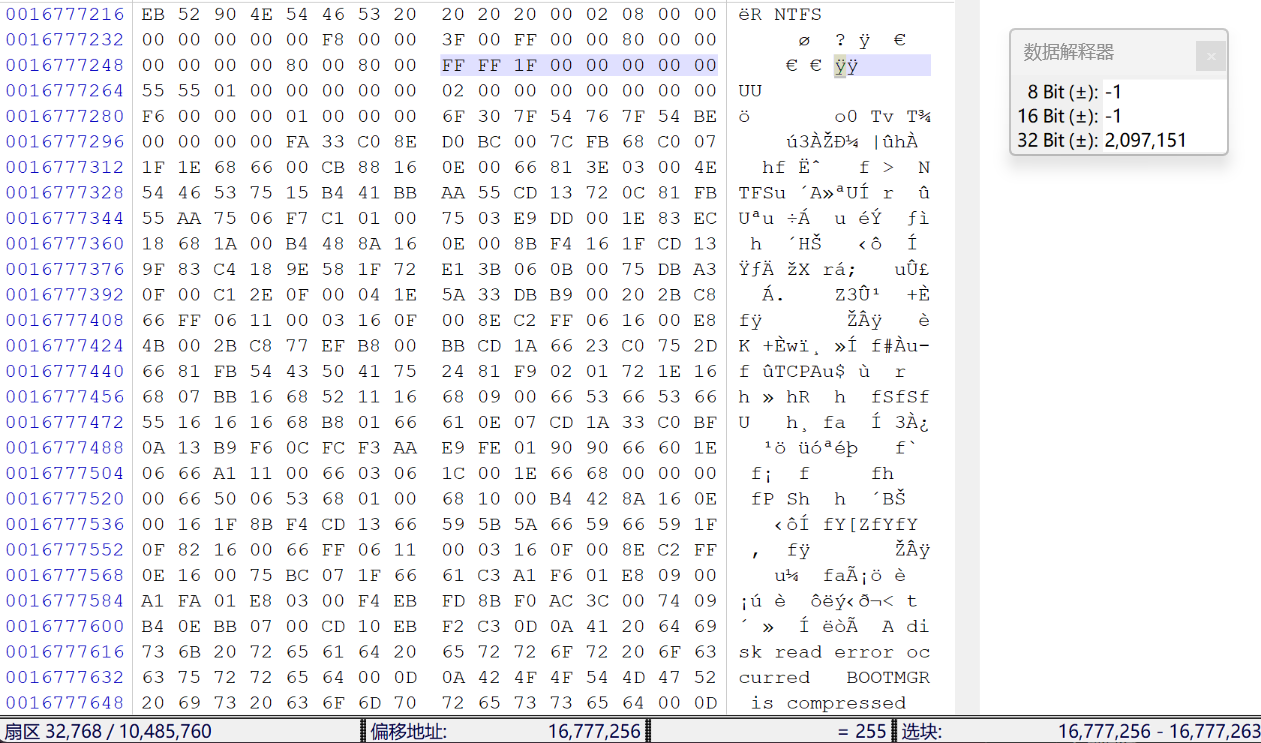 0016777216 EB 52 90 4E 54 46 53 20 20 20 20 00 02 08 00 00 ëR NTFS
0016777232 00 00 00 00 00 F8 00 00 3F 00 FF 00 00 80 00 00 ø ? ÿ €
0016777248 00 00 00 00 80 00 80 00 FF FF 1F 00 00 00 00 00 € € ÿÿ
0016777264 55 55 01 00 00 00 00 00 02 00 00 00 00 00 00 00 UU
0016777280 F6 00 00 00 01 00 00 00 6F 30 7F 54 76 7F 54 BE ö o0 Tv T¾
0016777296 00 00 00 00 FA 33 C0 8E D0 BC 00 7C FB 68 C0 07 ú3ÀŽÐ¼ |ûhÀ
0016777312 1F 1E 68 66 00 CB 88 16 0E 00 66 81 3E 03 00 4E hf Ëˆ f > N
0016777328 54 46 53 75 15 B4 41 BB AA 55 CD 13 72 0C 81 FB TFSu ´A»ªUÍ r û
0016777344 55 AA 75 06 F7 C1 01 00 75 03 E9 DD 00 1E 83 EC Uªu ÷Á u éÝ ƒì
0016777360 18 68 1A 00 B4 48 8A 16 0E 00 8B F4 16 1F CD 13 h ´HŠ ‹ô Í
0016777376 9F 83 C4 18 9E 58 1F 72 E1 3B 06 0B 00 75 DB A3 ŸƒÄ žX rá; uÛ£
0016777392 0F 00 C1 2E 0F 00 04 1E 5A 33 DB B9 00 20 2B C8 Á. Z3Û¹ +È
0016777408 66 FF 06 11 00 03 16 0F 00 8E C2 FF 06 16 00 E8 fÿ ŽÂÿ è
0016777424 4B 00 2B C8 77 EF B8 00 BB CD 1A 66 23 C0 75 2D K +Èwï¸ »Í f#Àu-
0016777440 66 81 FB 54 43 50 41 75 24 81 F9 02 01 72 1E 16 f ûTCPAu$ ù r
0016777456 68 07 BB 16 68 52 11 16 68 09 00 66 53 66 53 66 h » hR h fSfSf
0016777472 55 16 16 16 68 B8 01 66 61 0E 07 CD 1A 33 C0 BF U h¸ fa Í 3À¿
0016777488 0A 13 B9 F6 0C FC F3 AA E9 FE 01 90 90 66 60 1E ¹ö üóªéþ f`
0016777504 06 66 A1 11 00 66 03 06 1C 00 1E 66 68 00 00 00 f¡ f fh
0016777520 00 66 50 06 53 68 01 00 68 10 00 B4 42 8A 16 0E fP Sh h ´BŠ
0016777536 00 16 1F 8B F4 CD 13 66 59 5B 5A 66 59 66 59 1F ‹ôÍ fY[ZfYfY
0016777552 0F 82 16 00 66 FF 06 11 00 03 16 0F 00 8E C2 FF ‚ fÿ ŽÂÿ
0016777568 0E 16 00 75 BC 07 1F 66 61 C3 A1 F6 01 E8 09 00 u¼ faÃ¡ö è
0016777584 A1 FA 01 E8 03 00 F4 EB FD 8B F0 AC 3C 00 74 09 ¡ú è ôëý‹ð¬< t
0016777600 B4 0E BB 07 00 CD 10 EB F2 C3 0D 0A 41 20 64 69 ´ » Í ëòÃ A di
0016777616 73 6B 20 72 65 61 64 20 65 72 72 6F 72 20 6F 63 sk read error oc
0016777632 63 75 72 72 65 64 00 0D 0A 42 4F 4F 54 4D 47 52 curred BOOTMGR
0016777648 20 69 73 20 63 6F 6D 70 72 65 73 73 65 64 00 0D is compressed
数据解释器
8 Bit (±): -1
16 Bit (±): -1
32 Bit (±): 2,097,151
扇区 32,768 / 10,485,760 偏移地址: 16,777,256 = 255 选块: 16,777,256 - 16,777,263